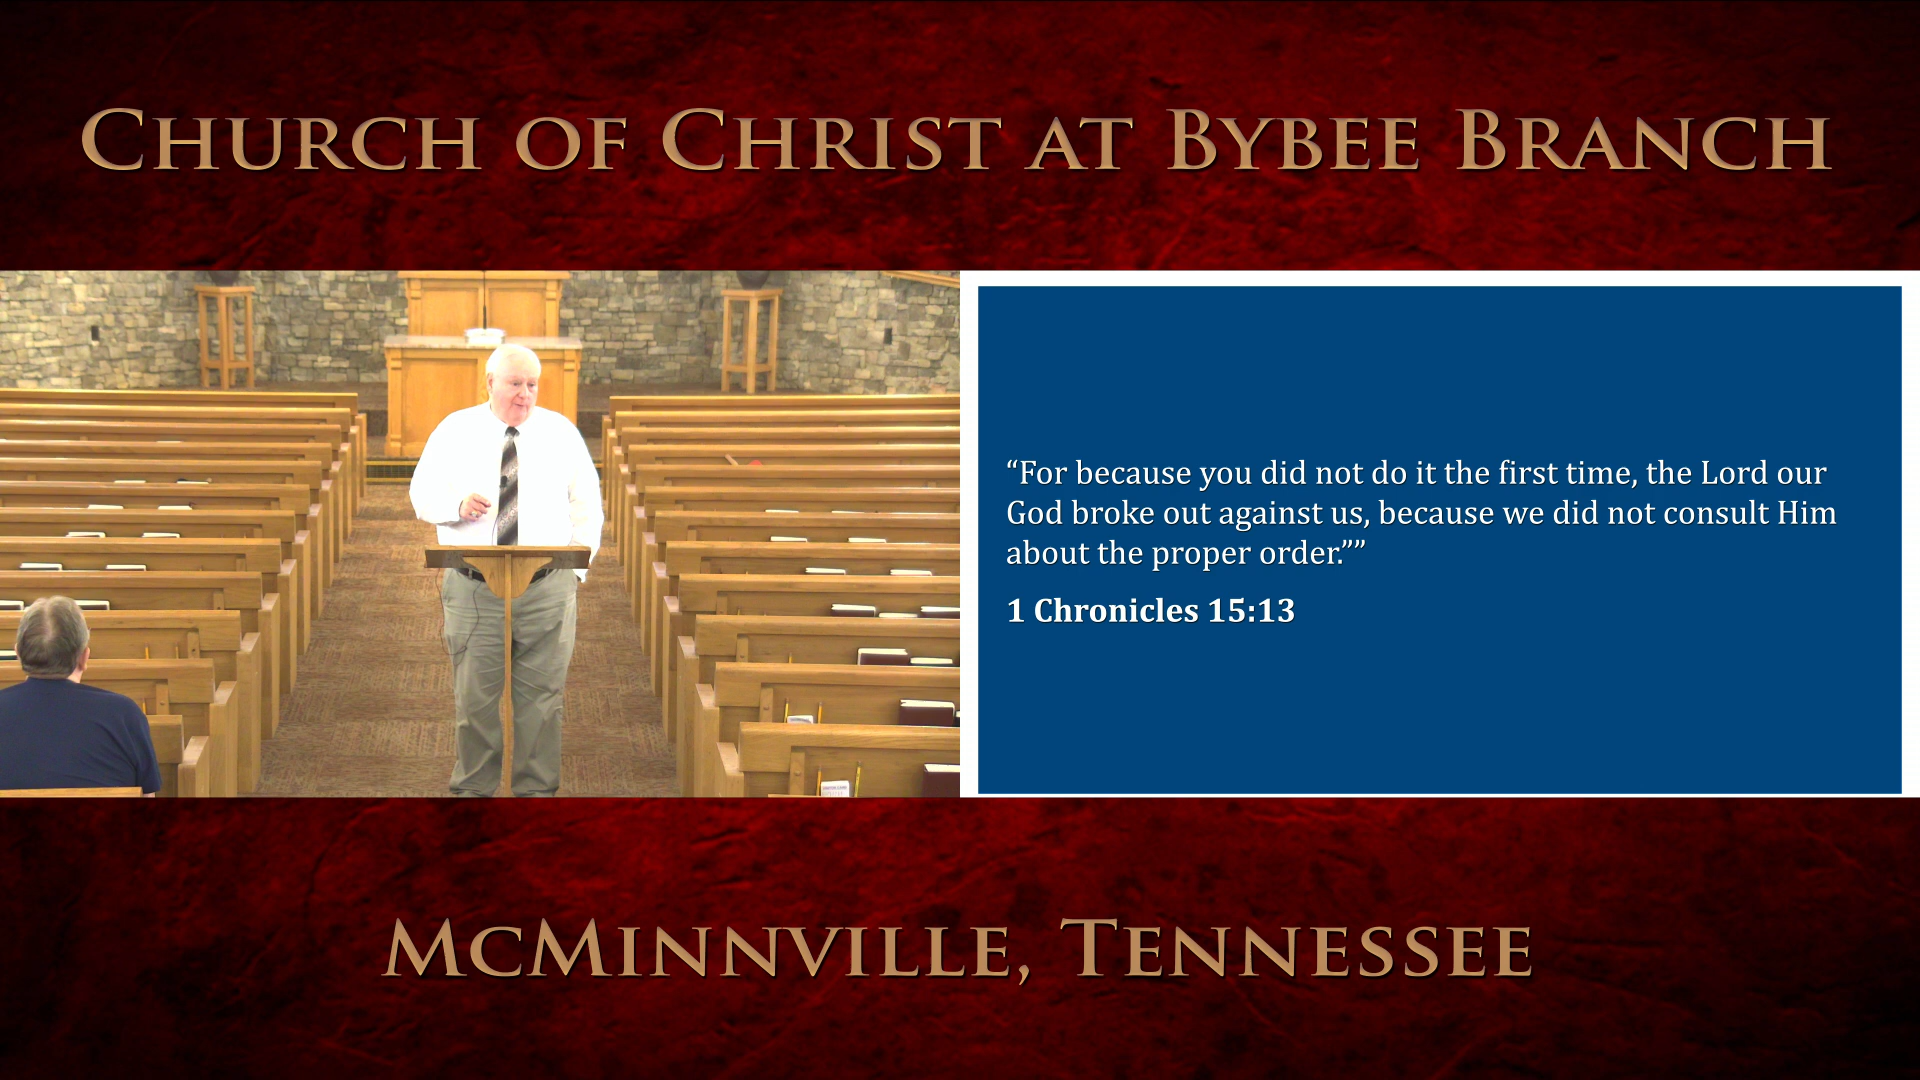 Church of Christ at Bybee Branch
“For because you did not do it the first time, the Lord our
God broke out against us, because we did not consult Him
about the proper order.””
1 Chronicles 15:13
McMinnville, Tennessee